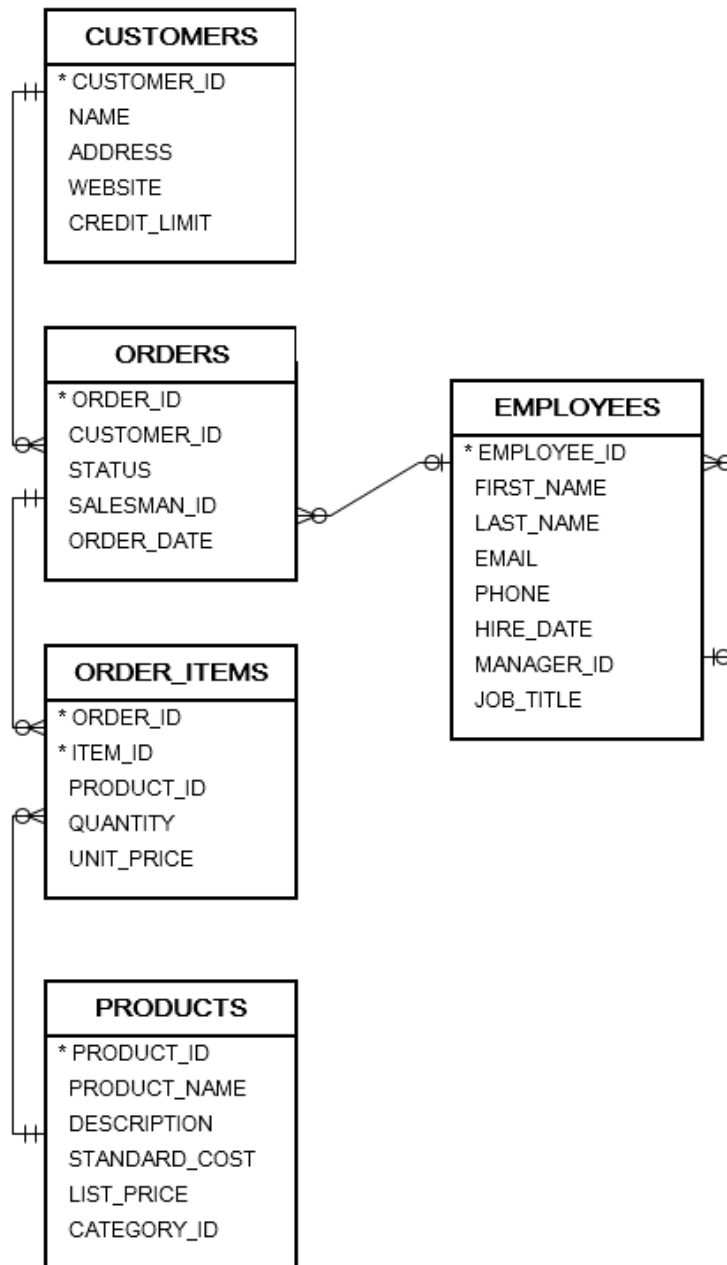 CUSTOMERS
* CUSTOMER_ID
NAME
ADDRESS
WEBSITE
CREDIT_LIMIT
ORDERS
* ORDER_ID
CUSTOMER_ID
STATUS
SALESMAN_ID
ORDER_DATE
EMPLOYEES
* EMPLOYEE_ID
FIRST_NAME
LAST_NAME
EMAIL
PHONE
HIRE_DATE
MANAGER_ID
JOB_TITLE
ORDER_ITEMS
* ORDER_ID
* ITEM_ID
PRODUCT_ID
QUANTITY
UNIT_PRICE
PRODUCTS
* PRODUCT_ID
PRODUCT_NAME
DESCRIPTION
STANDARD_COST
LIST_PRICE
CATEGORY_ID